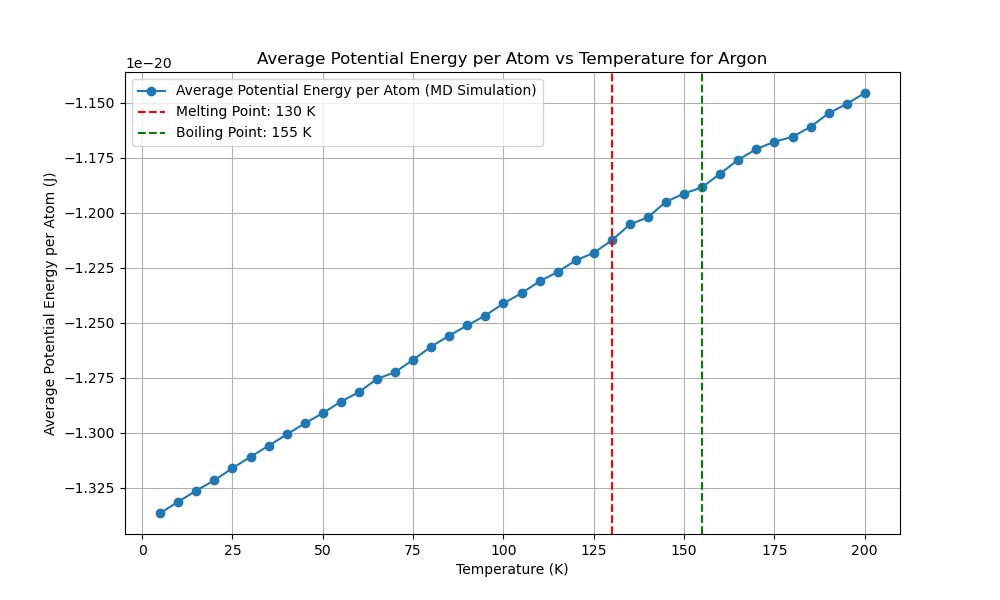 Average Potential Energy per Atom vs Temperature for Argon
1e−20
Average Potential Energy per Atom (MD Simulation)
Melting Point: 130 K
Boiling Point: 155 K
−1.150
−1.175
−1.200
−1.225
−1.250
−1.275
−1.300
−1.325
Average Potential Energy per Atom (J)
0 25 50 75 100 125 150 175 200
Temperature (K)